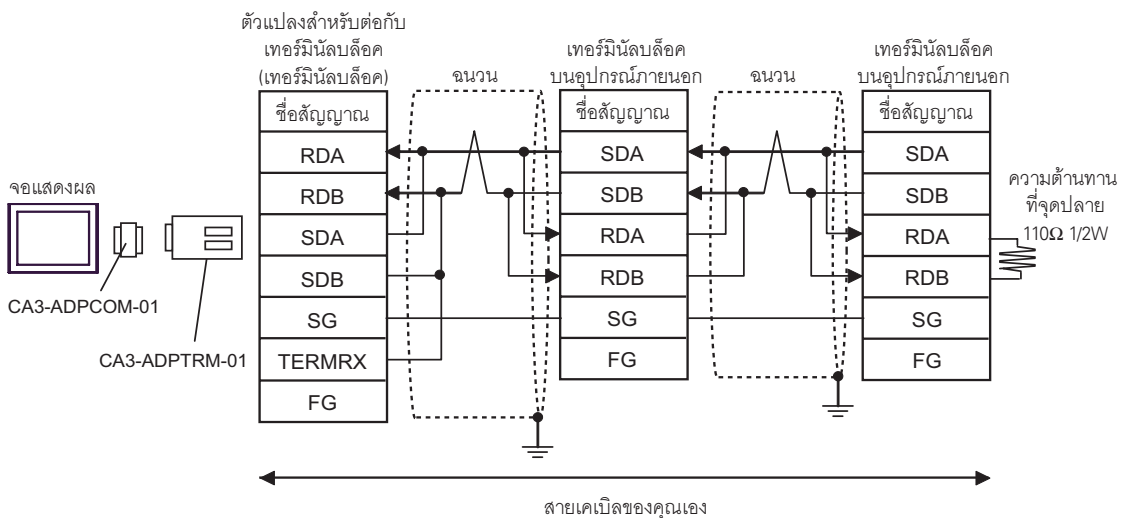 ตัวแปลงสำหรับต่อกับ
เทอร์มินัลบล็อค
(เทอร์มินัลบล็อค)
ฉนวน
เทอร์มินัลบล็อค
บนอุปกรณ์ภายนอก
ฉนวน
เทอร์มินัลบล็อค
บนอุปกรณ์ภายนอก
จอแสดงผล
CA3-ADPCOM-01
CA3-ADPTRM-01
ชื่อสัญญาณ
RDA
RDB
SDA
SDB
SG
TERMRX
FG
ชื่อสัญญาณ
SDA
SDB
RDA
RDB
SG
FG
ชื่อสัญญาณ
SDA
SDB
RDA
RDB
SG
FG
ความต้านทาน
ที่จุดปลาย
110Ω 1/2W
สายเคเบิลของคุณเอง